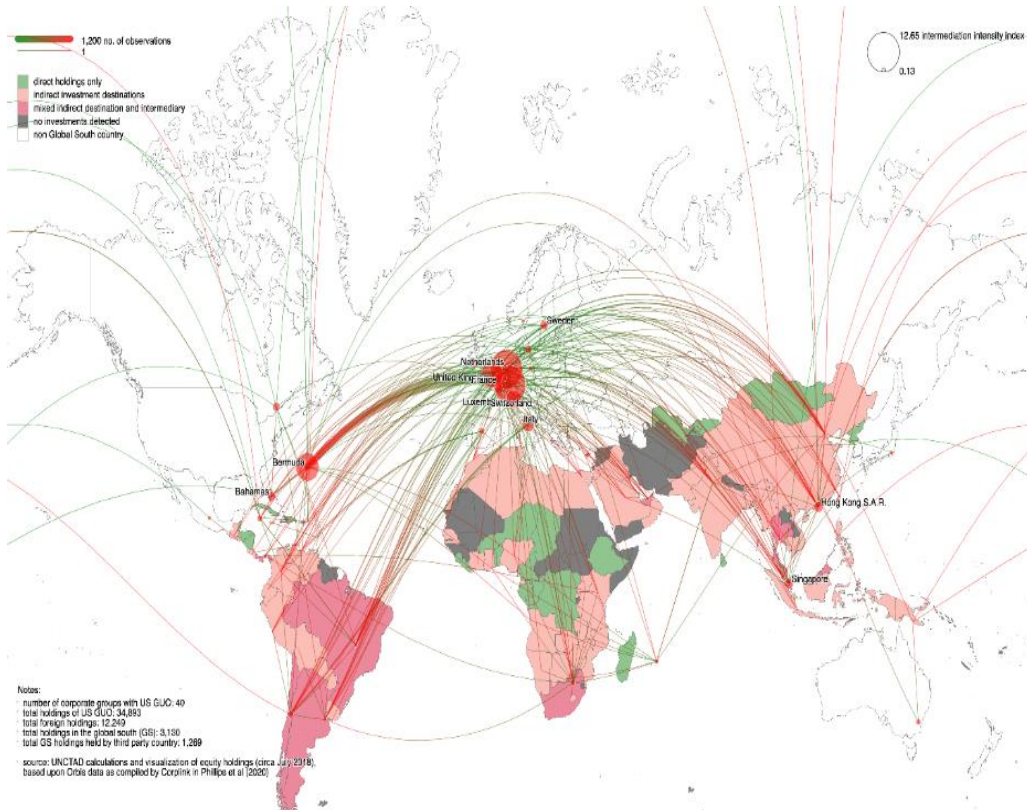 1,200 no. of observations
1
12.65 intermediation intensity index
0.13
direct holdings only
indirect investment destinations
mixed indirect destination and intermediary
no investments detected
non Global South country
Sweden
Netherlands
United King
France
Luxemb
Switzerland
Italy
Bermuda
Bahamas
Hong Kong S.A.R.
Singapore
Notes:
number of corporate groups with US GUO: 40
total holdings of US GUO: 34,893
total foreign holdings: 12,249
total holdings in the global south (GS): 3,130
total GS holdings held by third party country: 1,269
source: UNCTAD calculations and visualization of equity holdings (circa July 2018),
based upon Orbis data as compiled by Corplink in Phillips et al [2020]